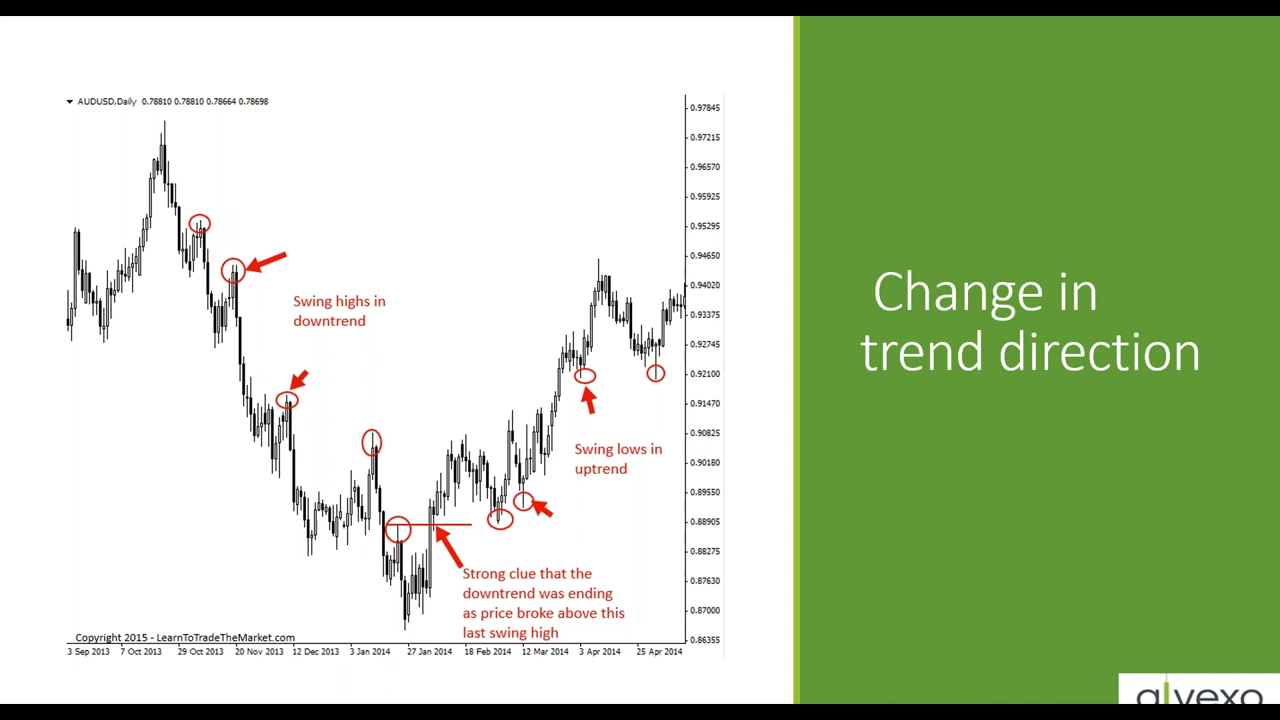 AUDUSD,Daily 0.78810 0.78810 0.78664 0.78698
0.97845
0.97215
0.96570
0.95925
0.95295
0.94650
0.94020
0.93375
0.92745
0.92100
0.91470
0.90825
0.90180
0.89550
0.88905
0.88275
0.87630
0.87000
0.86355
Swing highs in
downtrend
Swing lows in
uptrend
Strong clue that the
downtrend was ending
as price broke above this
last swing high
Copyright 2015 - LearnToTradeTheMarket.com
3 Sep 2013 7 Oct 2013 29 Oct 2013 20 Nov 2013 12 Dec 2013 3 Jan 2014 27 Jan 2014 18 Feb 2014 12 Mar 2014 3 Apr 2014 25 Apr 2014
Change in
trend direction
alvexo